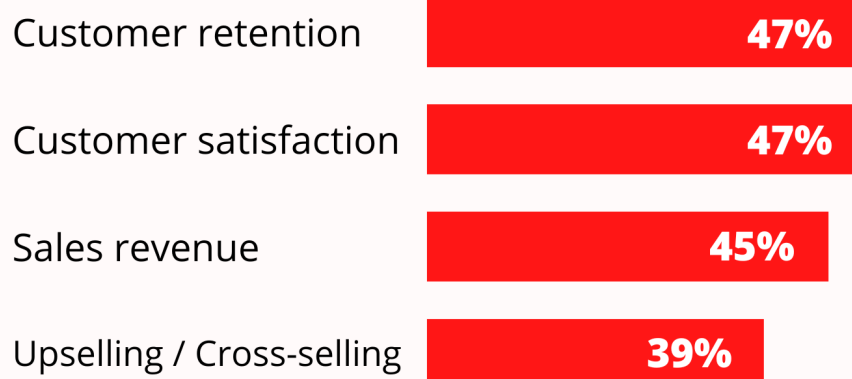 Customer retention 47%
Customer satisfaction 47%
Sales revenue 45%
Upselling / Cross-selling 39%